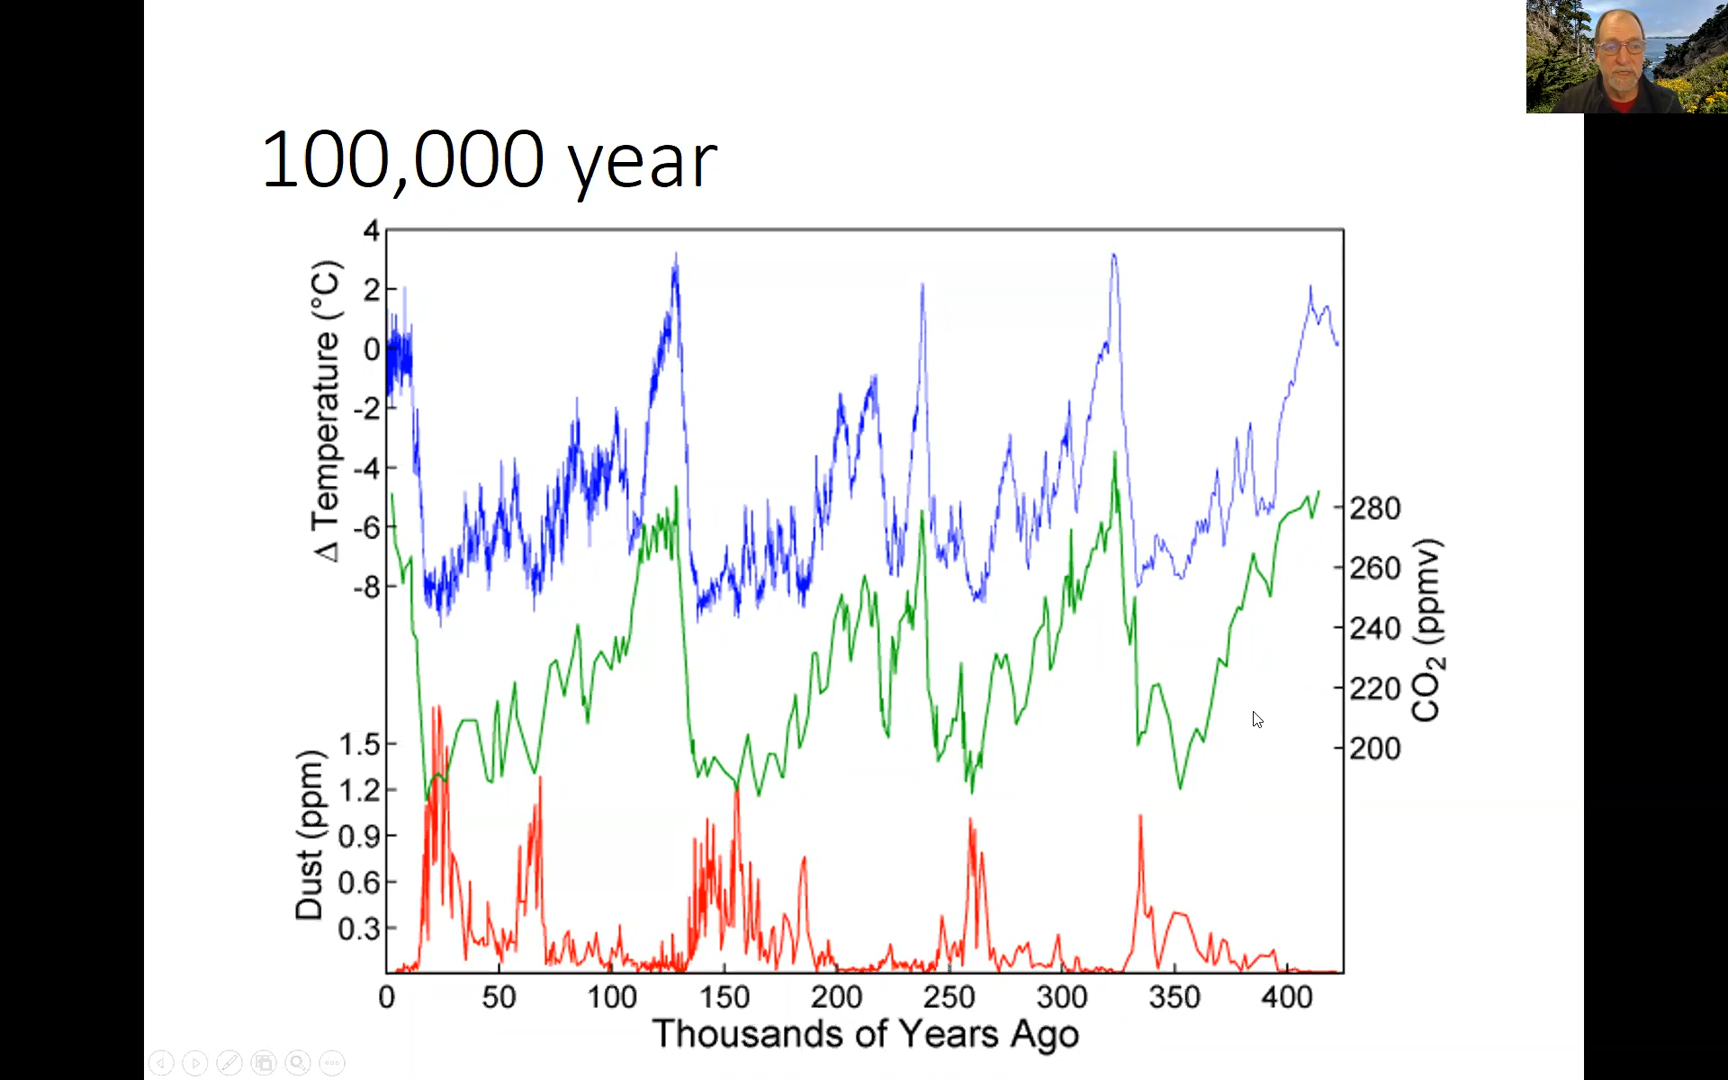 100,000 year
4
2
0
-2
-4
-6
-8
Δ Temperature (°C)
280
260
240
220
200
CO₂ (ppmv)
1.5
1.2
0.9
0.6
0.3
Dust (ppm)
0 50 100 150 200 250 300 350 400
Thousands of Years Ago